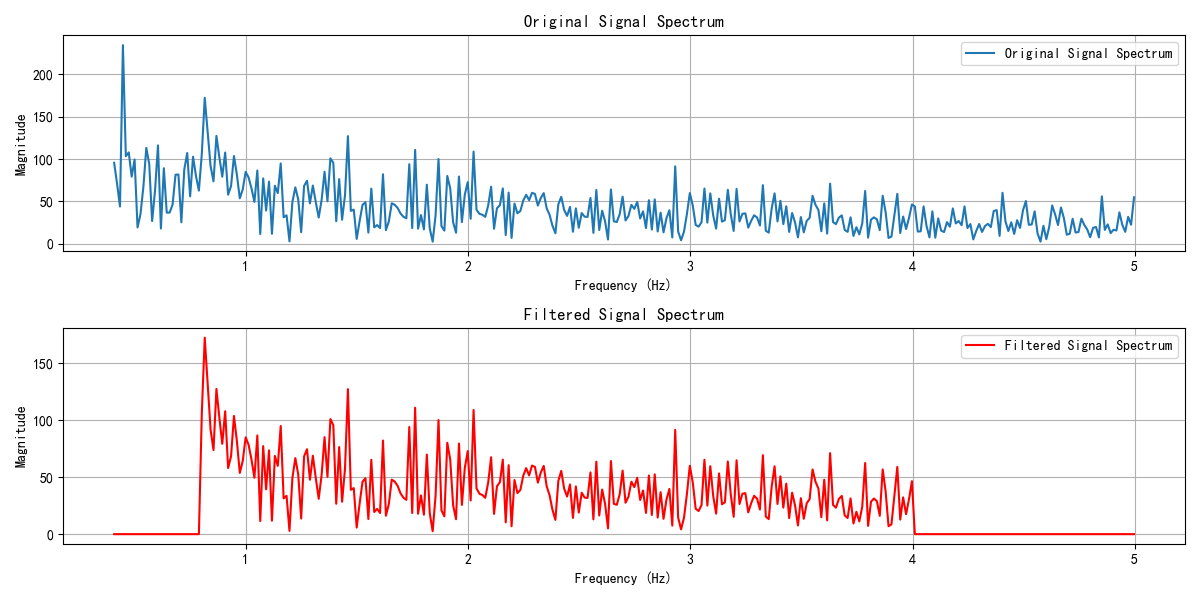 Original Signal Spectrum
Original Signal Spectrum
Magnitude
200
150
100
50
0
1
2
3
4
5
Frequency (Hz)
Filtered Signal Spectrum
Filtered Signal Spectrum
Magnitude
150
100
50
0
1
2
3
4
5
Frequency (Hz)